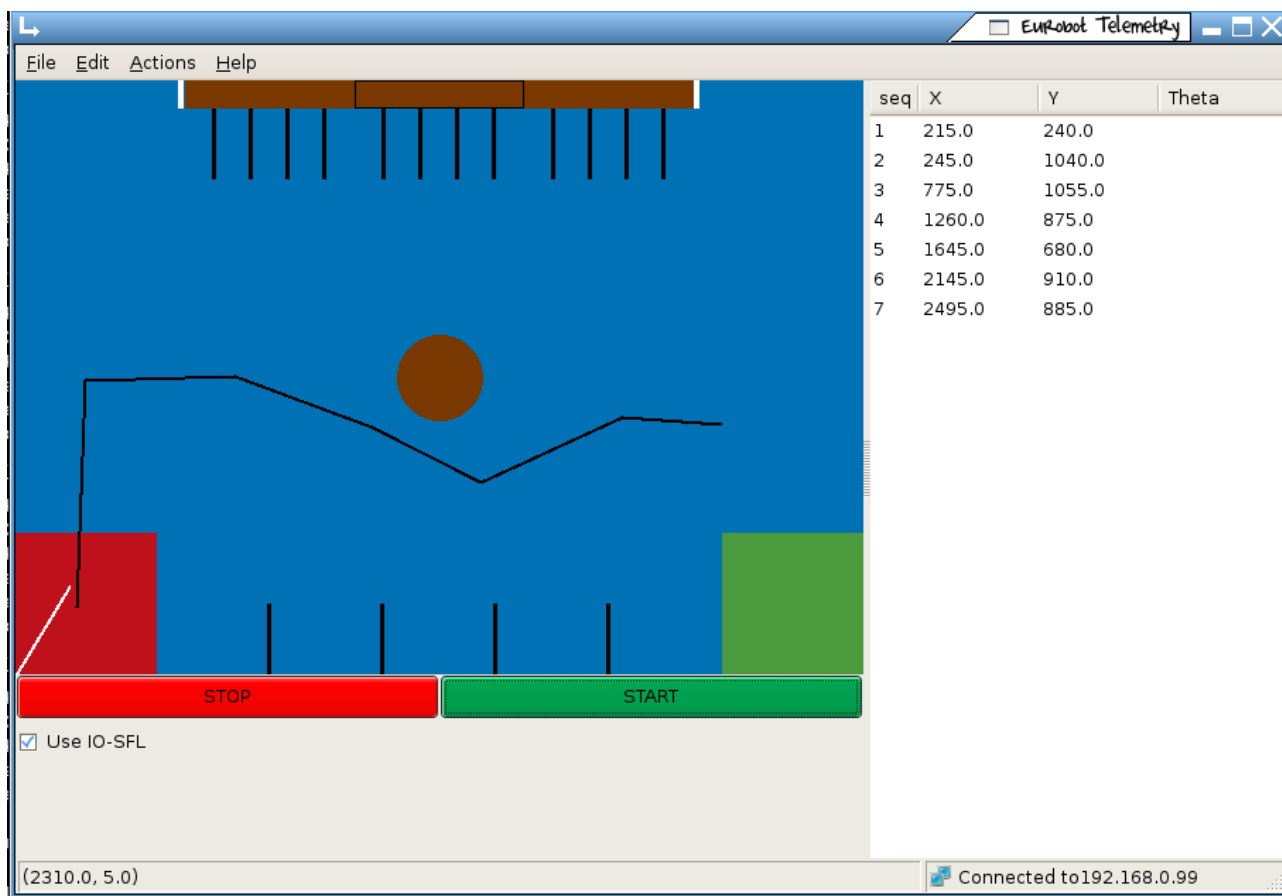 EuRobot Telemetry
File Edit Actions Help
seq X Y Theta
1 215.0 240.0
2 245.0 1040.0
3 775.0 1055.0
4 1260.0 875.0
5 1645.0 680.0
6 2145.0 910.0
7 2495.0 885.0
STOP START
Use IO-SFL
(2310.0, 5.0) Connected to192.168.0.99